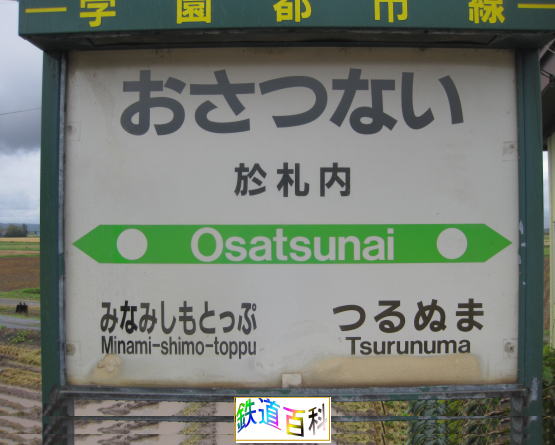 学園都市線
おさつない
於札内
Osatsunai
みなみしもとっぷ
Minami-shimo-toppu
つるぬま
Tsurunuma
鉄道百科